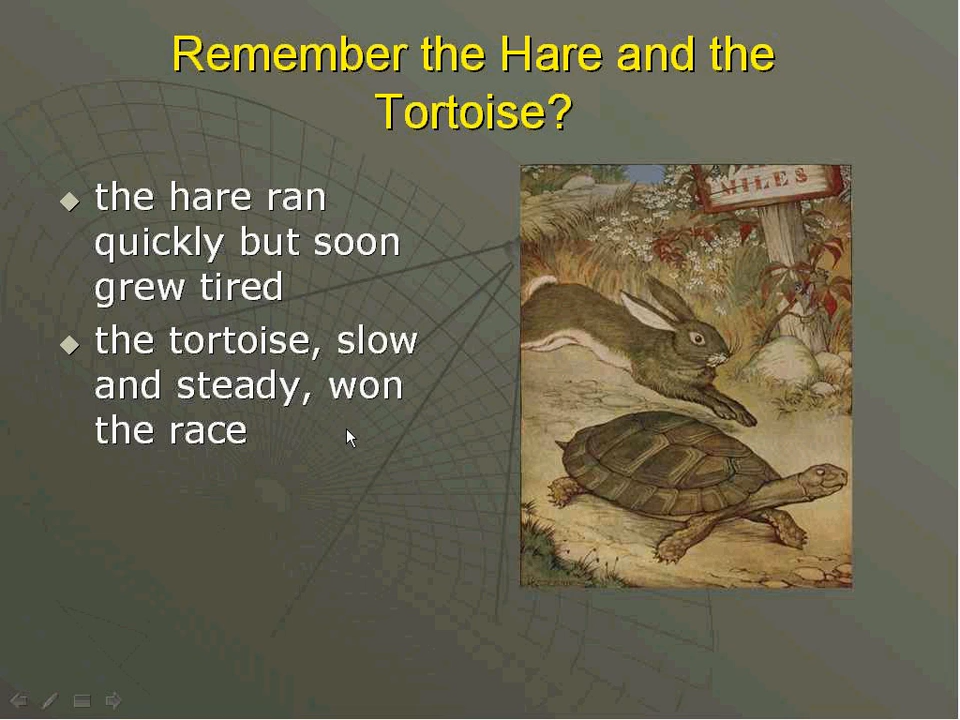 Remember the Hare and the
Tortoise?
the hare ran
quickly but soon
grew tired
the tortoise, slow
and steady, won
the race
MILES